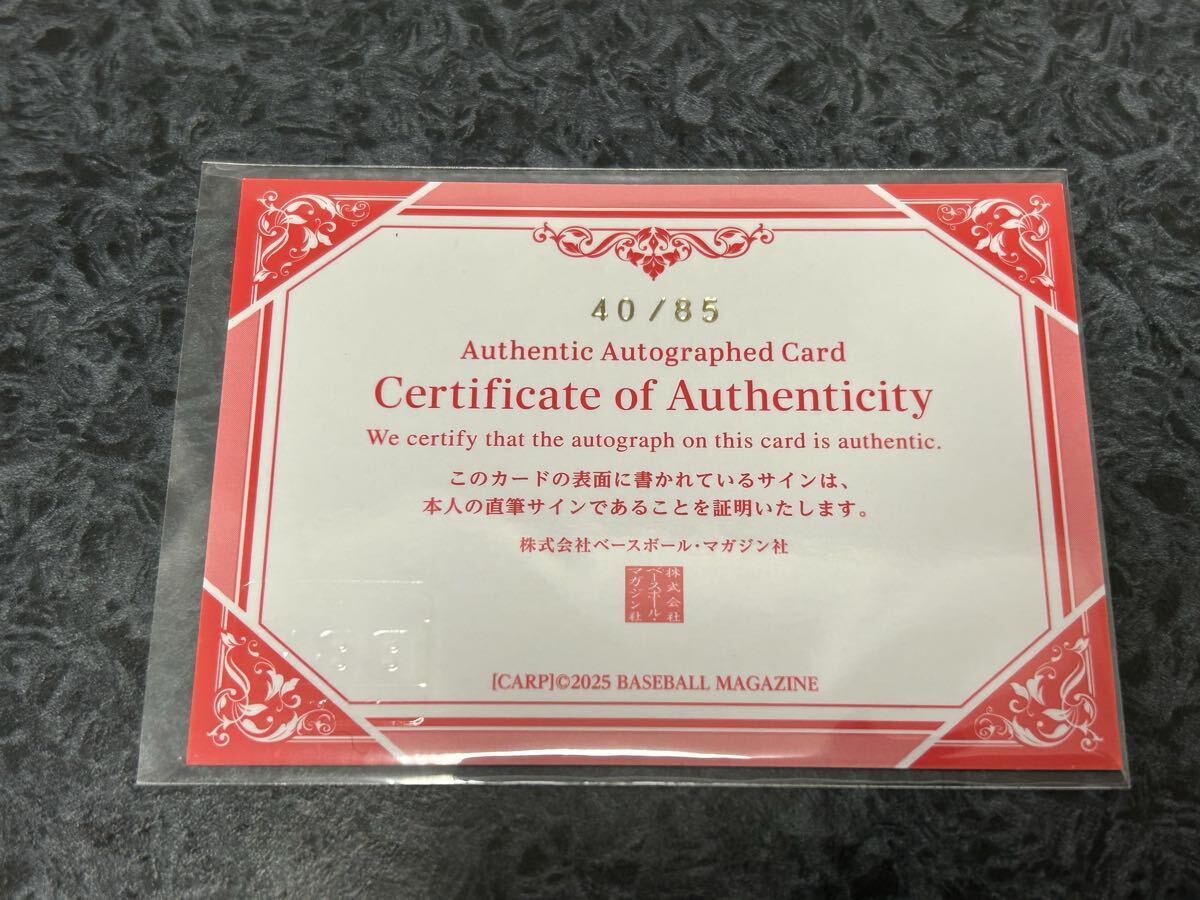 40/85
Authentic Autographed Card
Certificate of Authenticity
We certify that the autograph on this card is authentic.
このカードの表面に書かれているサインは、
本人の直筆サインであることを証明いたします。
株式会社ベースボール・マガジン社
株式会社
ベースボール・
マガジン社
[CARP]©2025 BASEBALL MAGAZINE